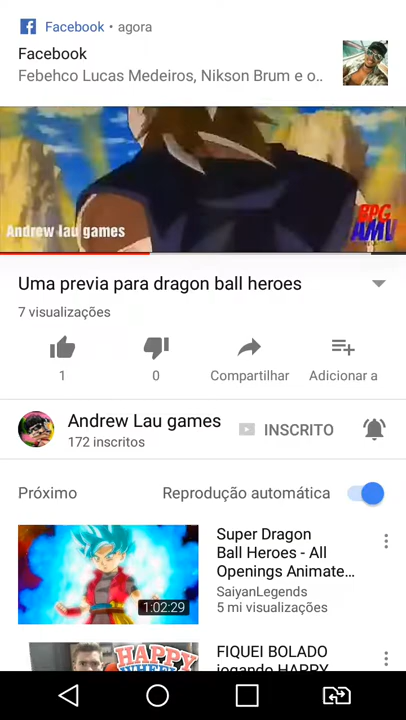 Facebook • agora
Facebook
Febehco Lucas Medeiros, Nikson Brum e o..
Andrew lau games
RPG
AMV
Uma previa para dragon ball heroes
7 visualizações
1 0 Compartilhar Adicionar a
Andrew Lau games
172 inscritos
INSCRITO
Próximo Reprodução automática
Super Dragon
Ball Heroes - All
Openings Animate...
SaiyanLegends
5 mi visualizações
1:02:29
FIQUEI BOLADO
jogando HAPPY
HAPPY